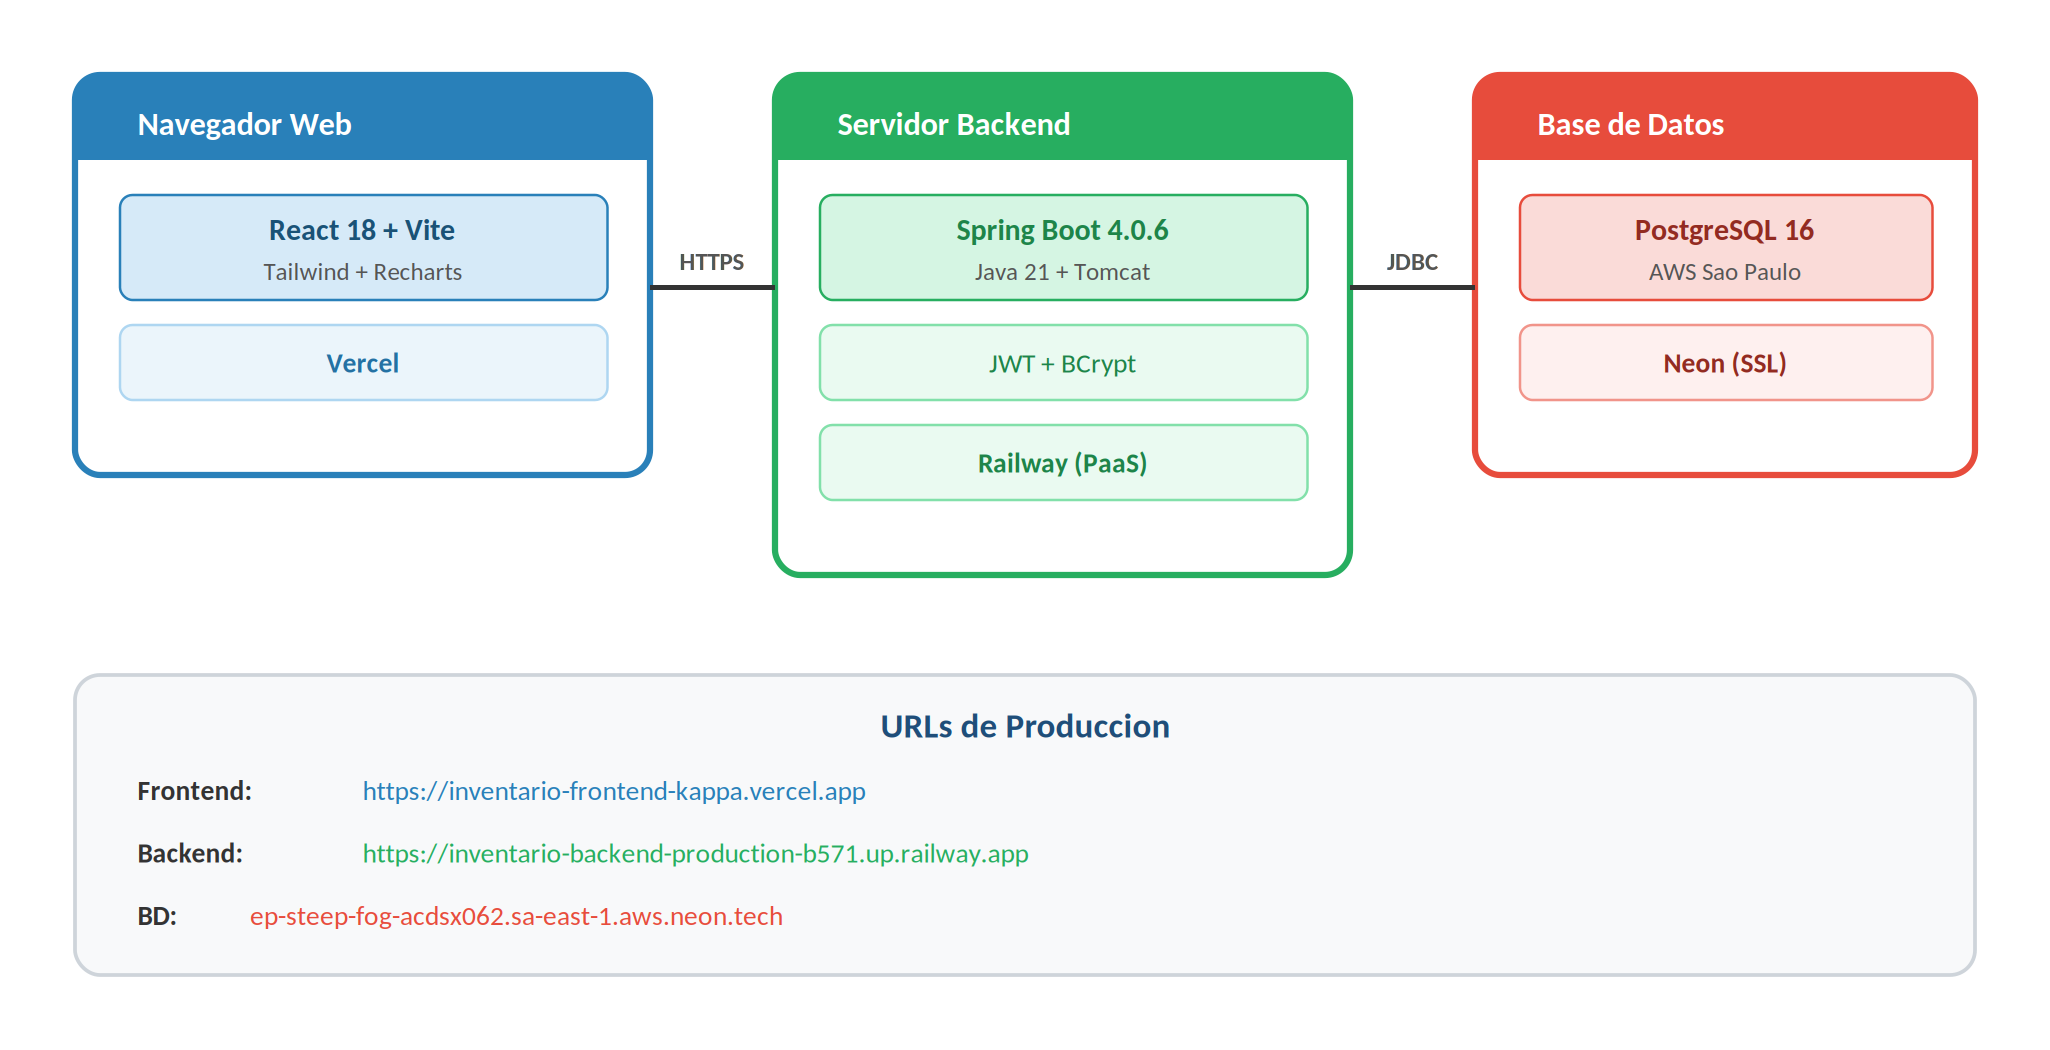 Navegador Web
React 18 + Vite
Tailwind + Recharts
Vercel
HTTPS
Servidor Backend
Spring Boot 4.0.6
Java 21 + Tomcat
JWT + BCrypt
Railway (PaaS)
JDBC
Base de Datos
PostgreSQL 16
AWS Sao Paulo
Neon (SSL)
URLs de Produccion
Frontend: https://inventario-frontend-kappa.vercel.app
Backend: https://inventario-backend-production-b571.up.railway.app
BD: ep-steep-fog-acdsx062.sa-east-1.aws.neon.tech